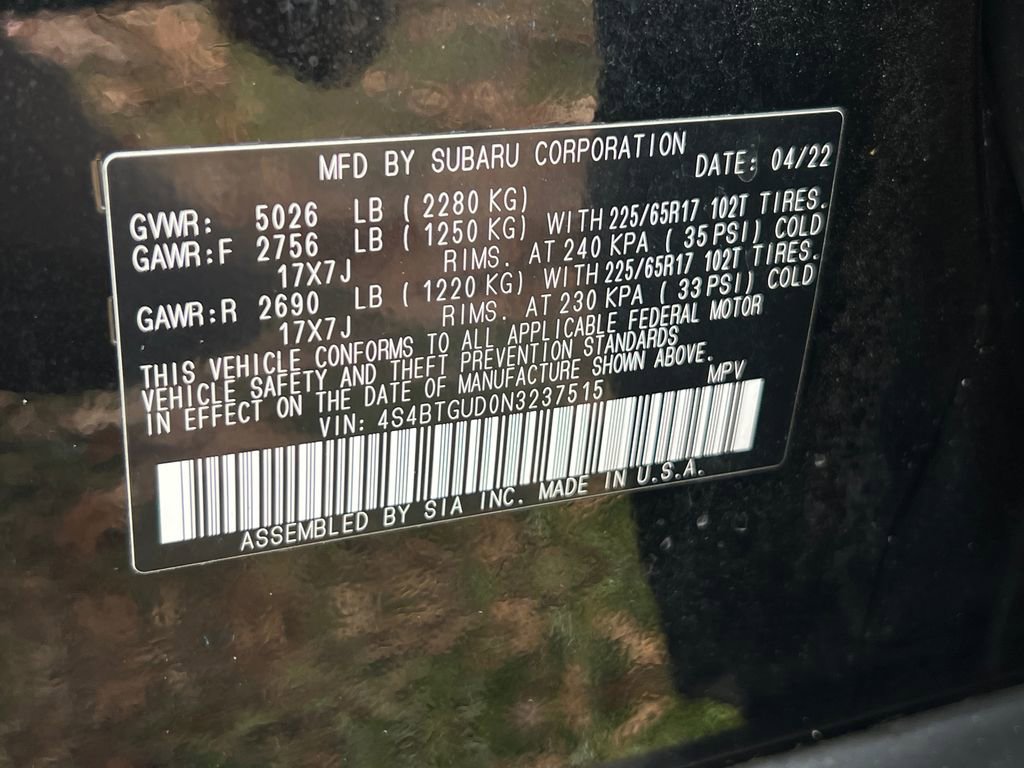 MFD BY SUBARU CORPORATION DATE: 04/22
GVWR: 5026 LB ( 2280 KG)
GAWR:F 2756 LB ( 1250 KG) WITH 225/65R17 102T TIRES.
17X7J RIMS. AT 240 KPA ( 35 PSI) COLD
GAWR:R 2690 LB ( 1220 KG) WITH 225/65R17 102T TIRES.
17X7J RIMS. AT 230 KPA ( 33 PSI) COLD
THIS VEHICLE CONFORMS TO ALL APPLICABLE FEDERAL MOTOR
VEHICLE SAFETY AND THEFT PREVENTION STANDARDS
IN EFFECT ON THE DATE OF MANUFACTURE SHOWN ABOVE.
VIN: 4S4BTGUD0N3237515 MPV
ASSEMBLED BY SIA INC. MADE IN U.S.A.